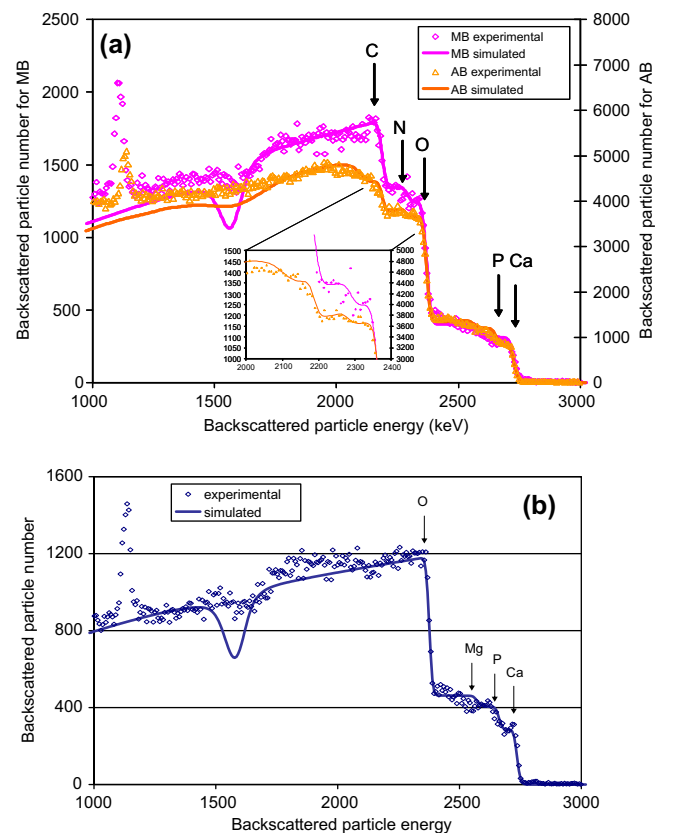 (a)
MB experimental
MB simulated
AB experimental
AB simulated
C
N
O
P Ca
2500
2000
1500
1000
500
0
Backscattered particle number for MB
8000
7000
6000
5000
4000
3000
2000
1000
0
Backscattered particle number for AB
1500
1450
1400
1350
1300
1250
1200
1150
1100
1050
1000
5000
4800
4600
4400
4200
4000
3800
3600
3400
3200
3000
2000 2100 2200 2300 2400
1000 1500 2000 2500 3000
Backscattered particle energy (keV)
(b)
experimental
simulated
O
Mg
P
Ca
1600
1200
800
400
0
Backscattered particle number
1000 1500 2000 2500 3000
Backscattered particle energy